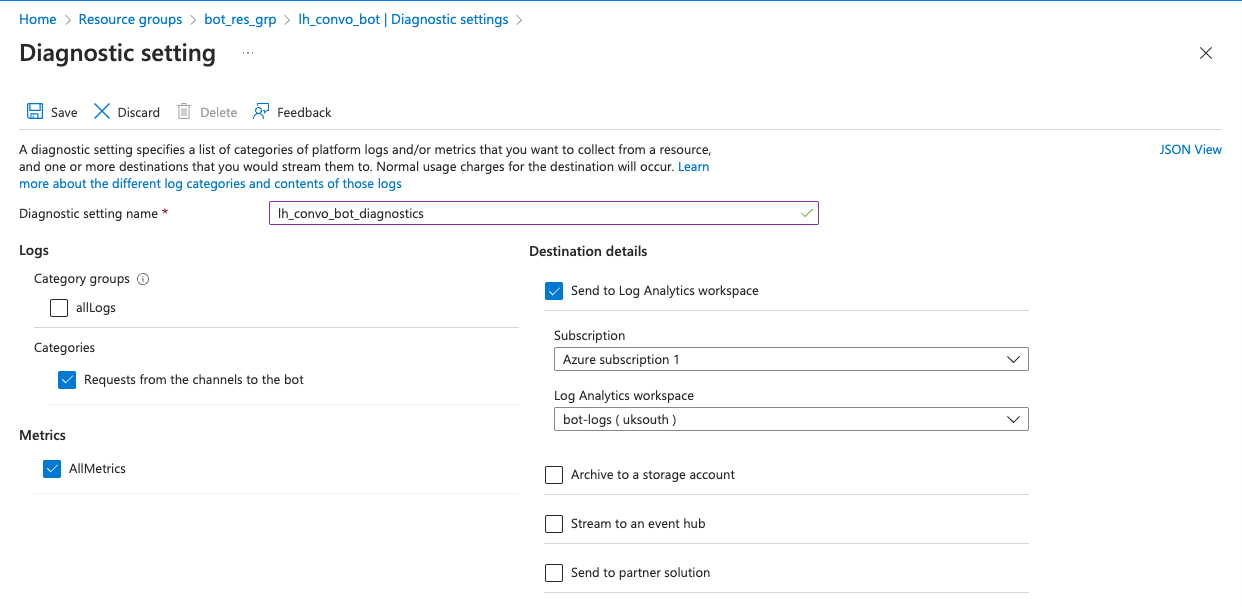 Home > Resource groups > bot_res_grp > lh_convo_bot | Diagnostic settings >
Diagnostic setting ...
Save Discard Delete Feedback
A diagnostic setting specifies a list of categories of platform logs and/or metrics that you want to collect from a resource,
and one or more destinations that you would stream them to. Normal usage charges for the destination will occur. Learn
more about the different log categories and contents of those logs
JSON View
Diagnostic setting name *
lh_convo_bot_diagnostics
Logs
Category groups
allLogs
Categories
Requests from the channels to the bot
Metrics
AllMetrics
Destination details
Send to Log Analytics workspace
Subscription
Azure subscription 1
Log Analytics workspace
bot-logs ( uksouth )
Archive to a storage account
Stream to an event hub
Send to partner solution